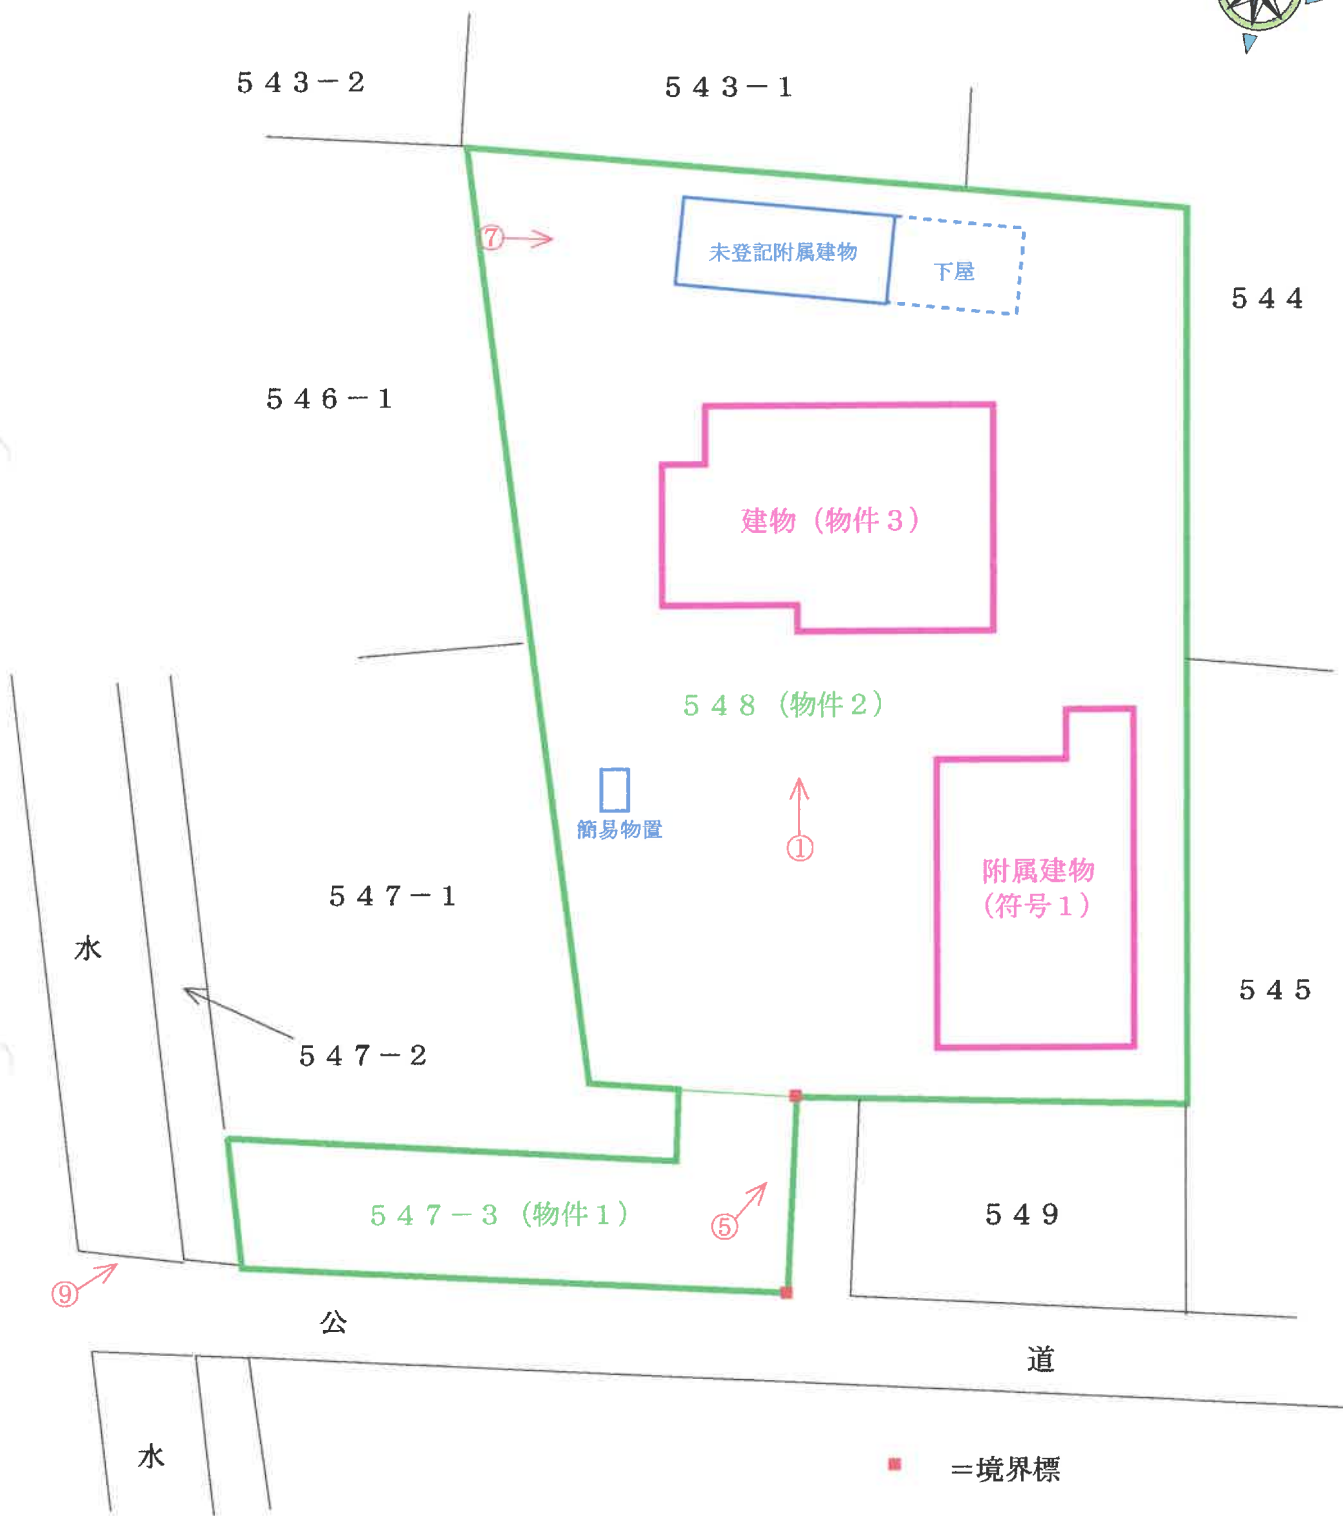 ５４３－２
５４３－１
⑦
未登記附属建物
下屋
５４４
５４６－１
建物（物件３）
５４８（物件２）
簡易物置
①
附属建物
（符号１）
５４７－１
水
５４５
５４７－２
５４７－３（物件１）
⑤
５４９
⑨
公
道
水
＝境界標